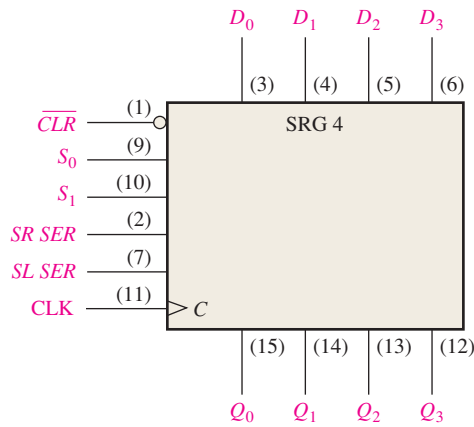 D0 D1 D2 D3
(3) (4) (5) (6)
CLR (1) SRG 4
S0 (9)
S1 (10)
SR SER (2)
SL SER (7)
CLK (11) C
(15) (14) (13) (12)
Q0 Q1 Q2 Q3